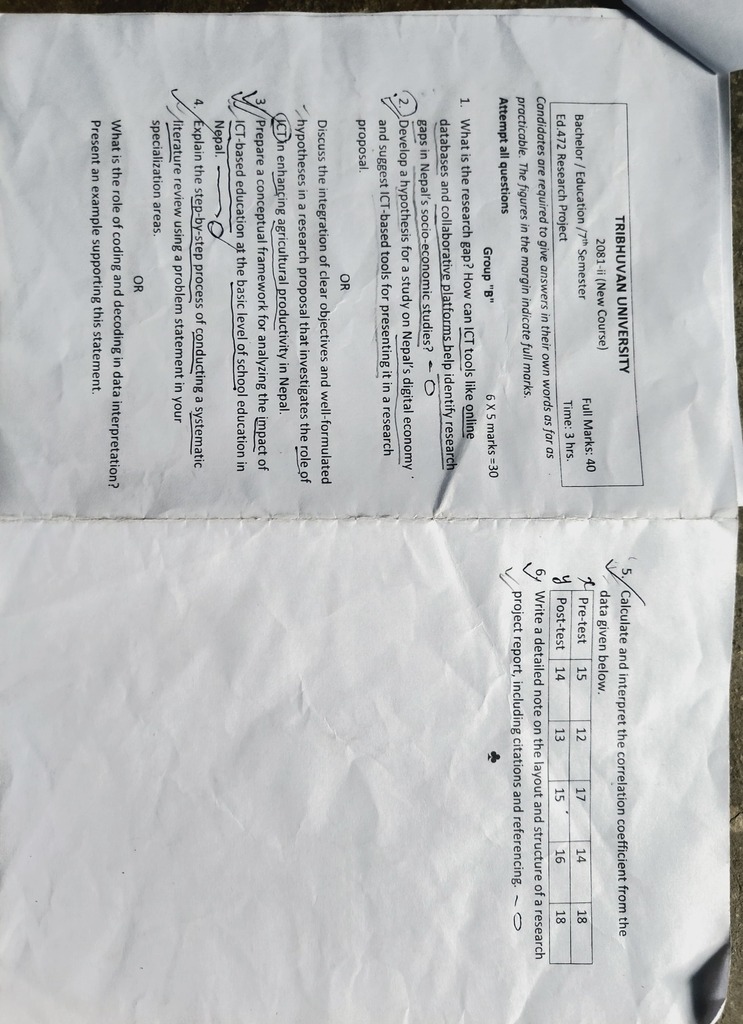 TRIBHUVAN UNIVERSITY
2081-ii (New Course)
Bachelor / Education /7th Semester
Full Marks: 40
Ed.472 Research Project
Time: 3 hrs.
Candidates are required to give answers in their own words as far as
practicable. The figures in the margin indicate full marks.
Attempt all questions
Group "B"
6 X 5 marks =30
1. What is the research gap? How can ICT tools like online
databases and collaborative platforms help identify research
gaps in Nepal's socio-economic studies?
2. Develop a hypothesis for a study on Nepal's digital economy
and suggest ICT-based tools for presenting it in a research
proposal.
OR
Discuss the integration of clear objectives and well-formulated
hypotheses in a research proposal that investigates the role of
ICT in enhancing agricultural productivity in Nepal.
3. Prepare a conceptual framework for analyzing the impact of
ICT-based education at the basic level of school education in
Nepal.
4. Explain the step-by-step process of conducting a systematic
literature review using a problem statement in your
specialization areas.
OR
What is the role of coding and decoding in data interpretation?
Present an example supporting this statement.
5. Calculate and interpret the correlation coefficient from the
data given below.
x Pre-test 15 12 17 14 18
y Post-test 14 13 15 16 18
6. Write a detailed note on the layout and structure of a research
project report, including citations and referencing.